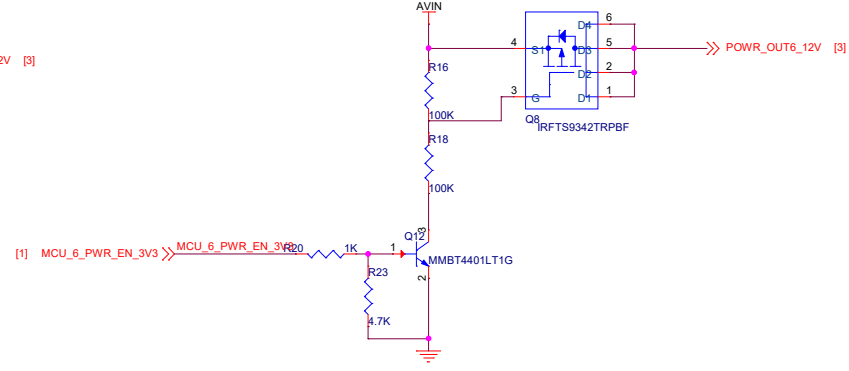 AVIN
2V [3]
4
S1
3
G
D4
6
D3
5
D2
2
D1
1
POWR_OUT6_12V [3]
Q8
IRFTS9342TRPBF
R16
100K
R18
100K
[1] MCU_6_PWR_EN_3V3
MCU_6_PWR_EN_3V3
R20
1K
1
Q12
3
MMBT4401LT1G
2
R23
4.7K